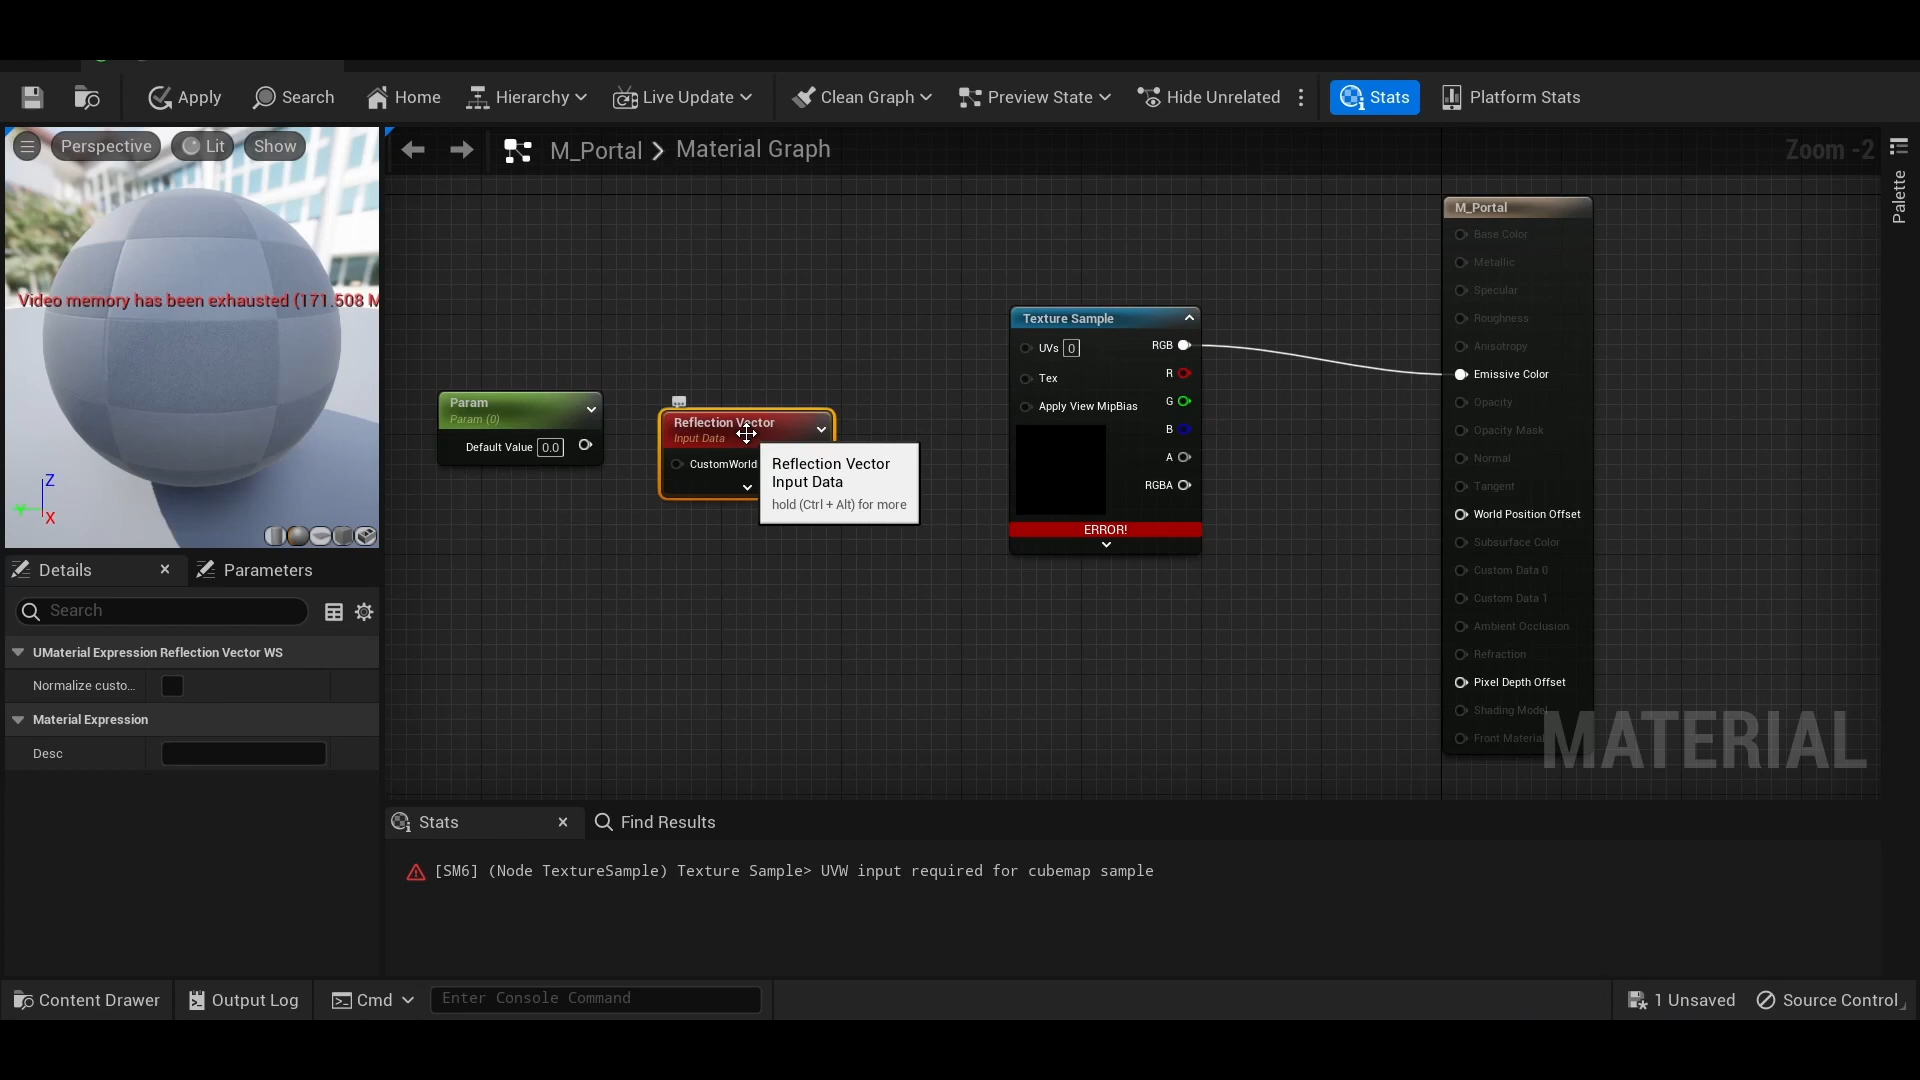 Apply
Search
Home
Hierarchy
Live Update
Clean Graph
Preview State
Hide Unrelated
Stats
Platform Stats
Perspective
Lit
Show
Video memory has been exhausted (171.508 M
Z
X
M_Portal
Material Graph
Zoom -2
Palette
Param
Param (0)
Default Value 0.0
Reflection Vector
Input Data
CustomWorld
Reflection Vector
Input Data
hold (Ctrl + Alt) for more
Texture Sample
UVs 0
Tex
Apply View MipBias
RGB
R
G
B
A
RGBA
ERROR!
M_Portal
Base Color
Metallic
Specular
Roughness
Anisotropy
Emissive Color
Opacity
Opacity Mask
Normal
Tangent
World Position Offset
Subsurface Color
Custom Data 0
Custom Data 1
Ambient Occlusion
Refraction
Pixel Depth Offset
Shading Model
Front Material
MATERIAL
Details
Parameters
Search
UMaterial Expression Reflection Vector WS
Normalize custo...
Material Expression
Desc
Stats
Find Results
[SM6] (Node TextureSample) Texture Sample> UVW input required for cubemap sample
Content Drawer
Output Log
Cmd
Enter Console Command
1 Unsaved
Source Control